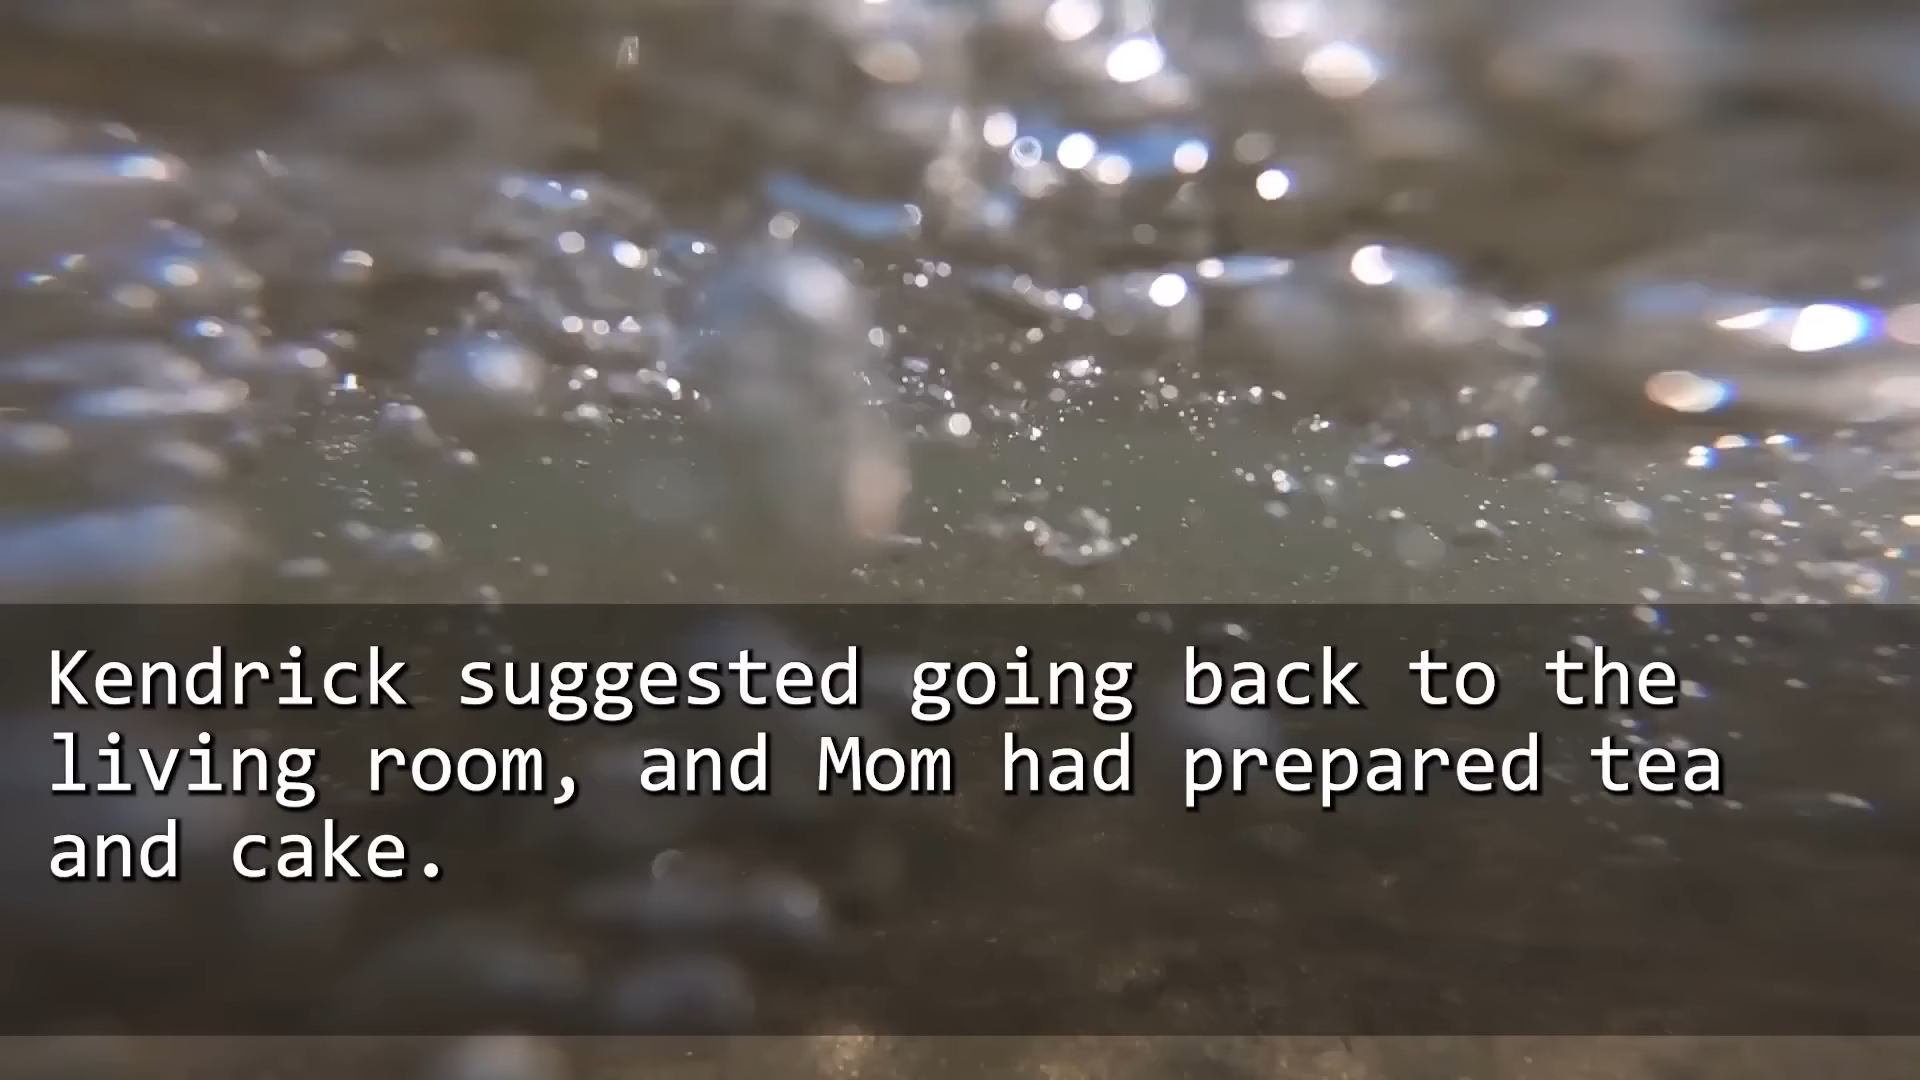 Kendrick suggested going back to the
living room, and Mom had prepared tea
and cake.